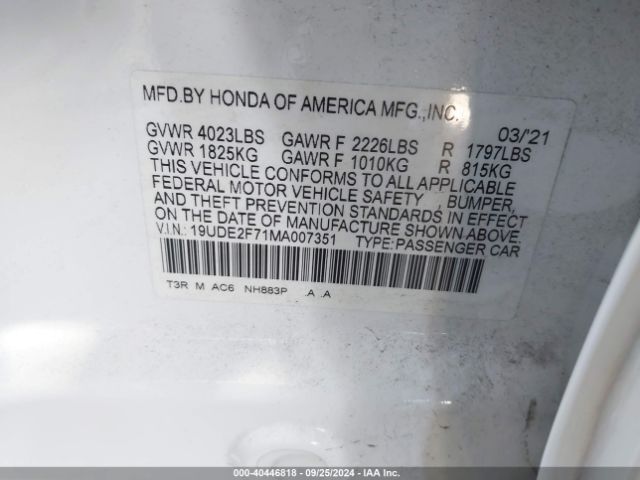 MFD.BY HONDA OF AMERICA MFG.,INC. 03/'21
GVWR 4023LBS GAWR F 2226LBS R 1797LBS
GVWR 1825KG GAWR F 1010KG R 815KG
THIS VEHICLE CONFORMS TO ALL APPLICABLE
FEDERAL MOTOR VEHICLE SAFETY BUMPER,
AND THEFT PREVENTION STANDARDS IN EFFECT
ON THE DATE OF MANUFACTURE SHOWN ABOVE.
V.I.N.: 19UDE2F71MA007351 TYPE:PASSENGER CAR
T3R M AC6 NH883P A .A
000-40446818 - 09/25/2024 - IAA Inc.